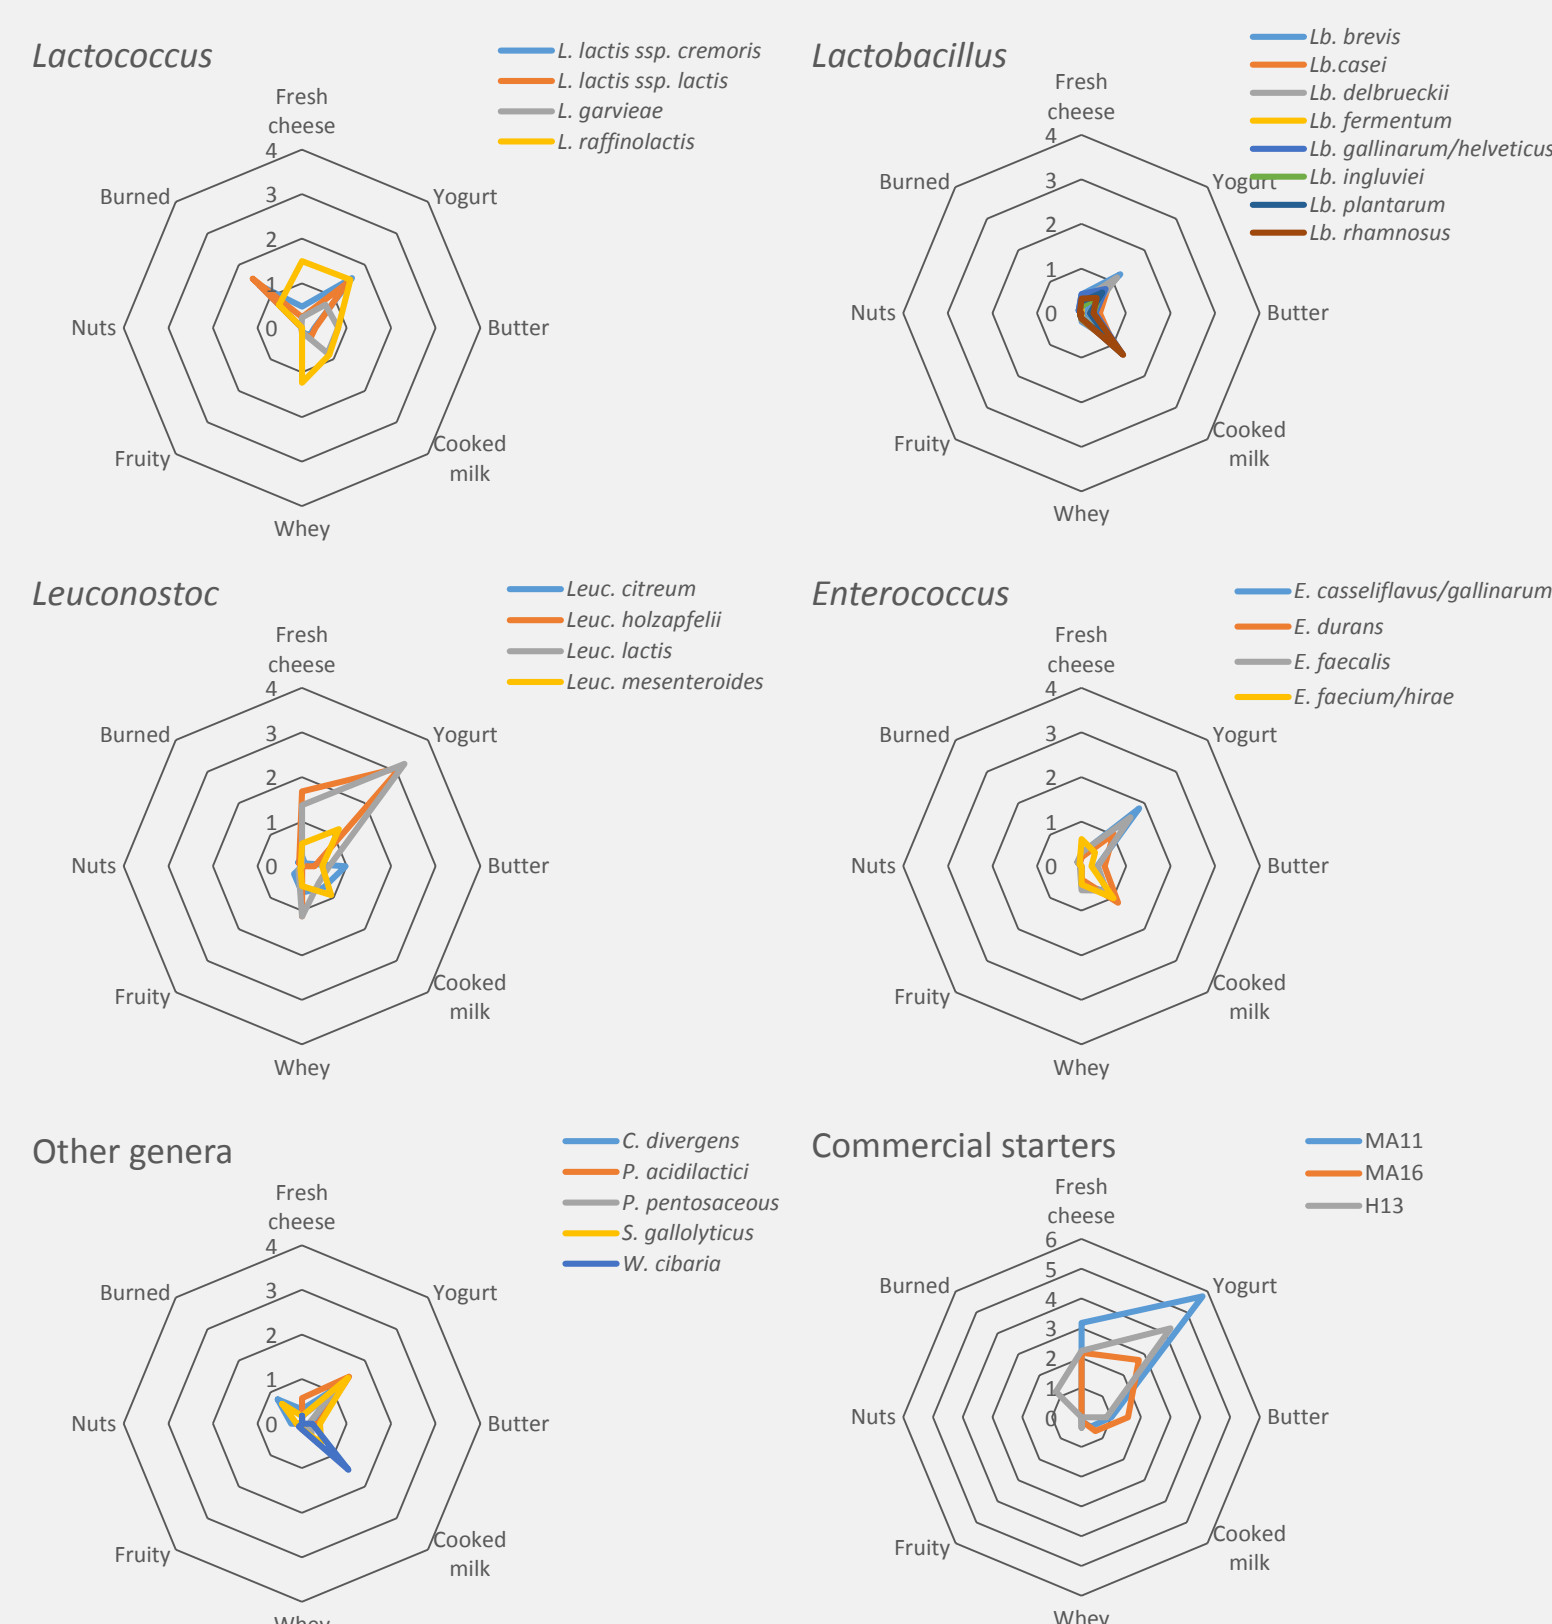 Lactococcus
L. lactis ssp. cremoris
L. lactis ssp. lactis
L. garvieae
L. raffinolactis
Fresh
cheese
4
3
2
1
0
Burned
Yogurt
Nuts
Butter
Fruity
Cooked
milk
Whey
Lactobacillus
Lb. brevis
Lb.casei
Lb. delbrueckii
Lb. fermentum
Lb. gallinarum/helveticus
Lb. ingluviei
Lb. plantarum
Lb. rhamnosus
Fresh
cheese
4
3
2
1
0
Burned
Yogurt
Nuts
Butter
Fruity
Cooked
milk
Whey
Leuconostoc
Leuc. citreum
Leuc. holzapfelii
Leuc. lactis
Leuc. mesenteroides
Fresh
cheese
4
3
2
1
0
Burned
Yogurt
Nuts
Butter
Fruity
Cooked
milk
Whey
Enterococcus
E. casseliflavus/gallinarum
E. durans
E. faecalis
E. faecium/hirae
Fresh
cheese
4
3
2
1
0
Burned
Yogurt
Nuts
Butter
Fruity
Cooked
milk
Whey
Other genera
C. divergens
P. acidilactici
P. pentosaceous
S. gallolyticus
W. cibaria
Fresh
cheese
4
3
2
1
0
Burned
Yogurt
Nuts
Butter
Fruity
Cooked
milk
Whey
Commercial starters
MA11
MA16
H13
Fresh
cheese
6
5
4
3
2
1
0
Burned
Yogurt
Nuts
Butter
Fruity
Cooked
milk
Whey